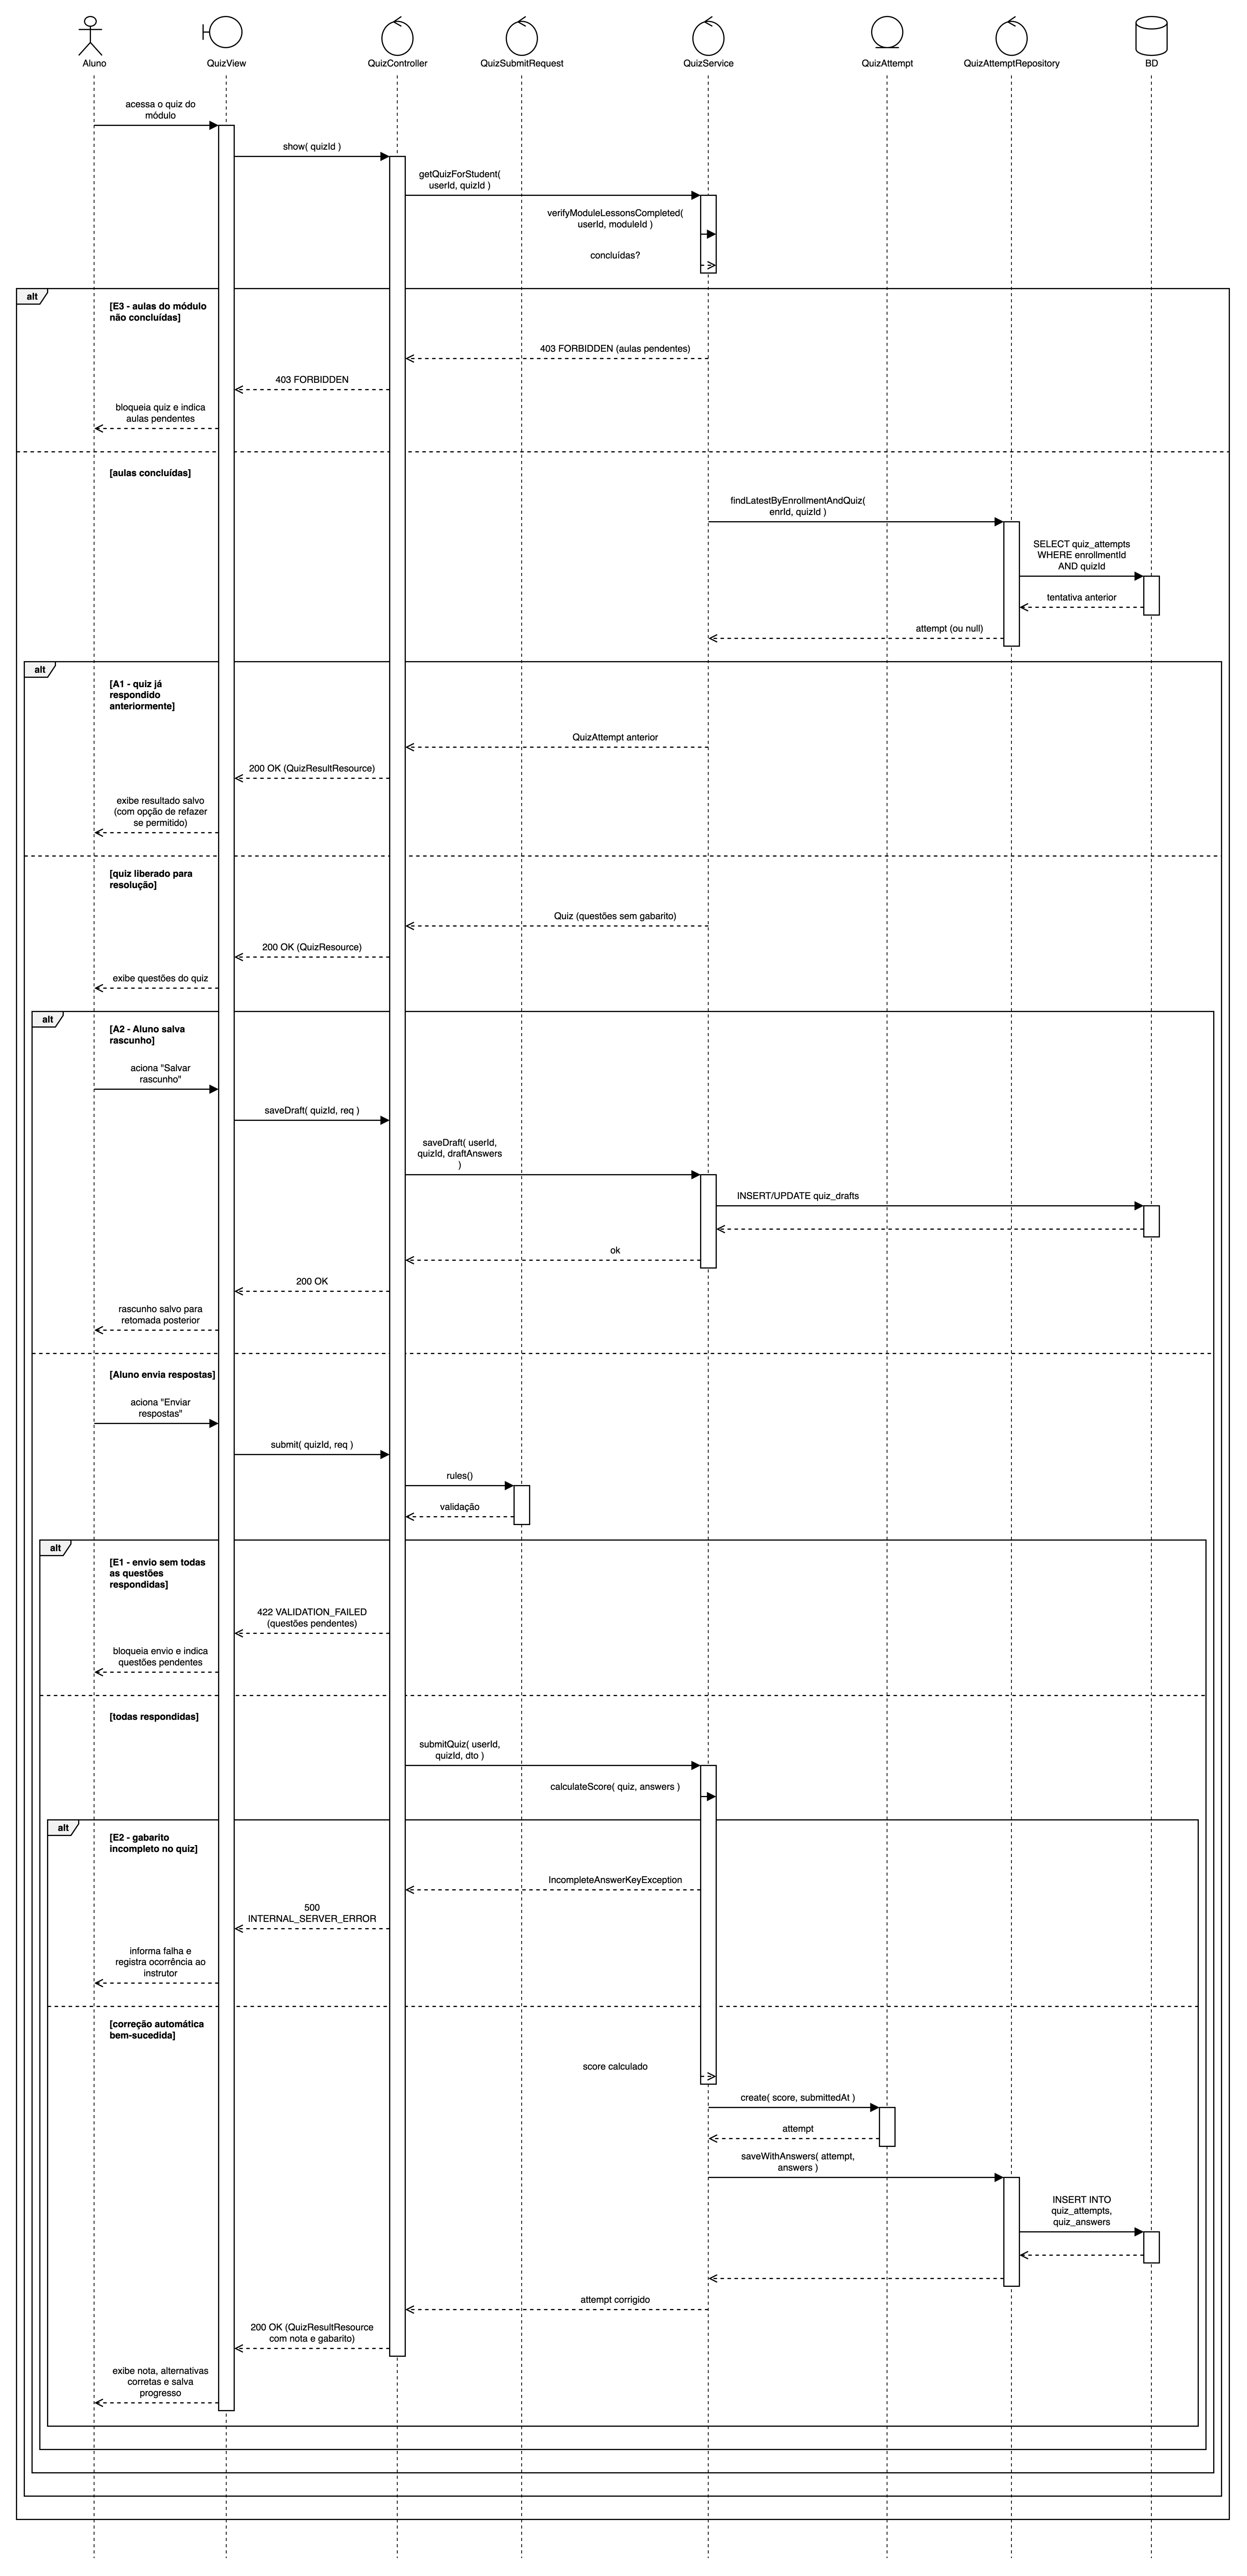 Aluno
QuizView
QuizController
QuizSubmitRequest
QuizService
QuizAttempt
QuizAttemptRepository
BD
acessa o quiz do
módulo
show( quizId )
getQuizForStudent(
userId, quizId )
verifyModuleLessonsCompleted(
userId, moduleId )
concluídas?
alt
[E3 - aulas do módulo
não concluídas]
403 FORBIDDEN (aulas pendentes)
403 FORBIDDEN
bloqueia quiz e indica
aulas pendentes
[aulas concluídas]
findLatestByEnrollmentAndQuiz(
enrId, quizId )
SELECT quiz_attempts
WHERE enrollmentId
AND quizId
tentativa anterior
attempt (ou null)
alt
[A1 - quiz já
respondido
anteriormente]
QuizAttempt anterior
200 OK (QuizResultResource)
exibe resultado salvo
(com opção de refazer
se permitido)
[quiz liberado para
resolução]
Quiz (questões sem gabarito)
200 OK (QuizResource)
exibe questões do quiz
alt
[A2 - Aluno salva
rascunho]
aciona "Salvar
rascunho"
saveDraft( quizId, req )
saveDraft( userId,
quizId, draftAnswers
)
INSERT/UPDATE quiz_drafts
ok
200 OK
rascunho salvo para
retomada posterior
[Aluno envia respostas]
aciona "Enviar
respostas"
submit( quizId, req )
rules()
validação
alt
[E1 - envio sem todas
as questões
respondidas]
422 VALIDATION_FAILED
(questões pendentes)
bloqueia envio e indica
questões pendentes
[todas respondidas]
submitQuiz( userId,
quizId, dto )
calculateScore( quiz, answers )
alt
[E2 - gabarito
incompleto no quiz]
IncompleteAnswerKeyException
500
INTERNAL_SERVER_ERROR
informa falha e
registra ocorrência ao
instrutor
[correção automática
bem-sucedida]
score calculado
create( score, submittedAt )
attempt
saveWithAnswers( attempt,
answers )
INSERT INTO
quiz_attempts,
quiz_answers
attempt corrigido
200 OK (QuizResultResource
com nota e gabarito)
exibe nota, alternativas
corretas e salva
progresso